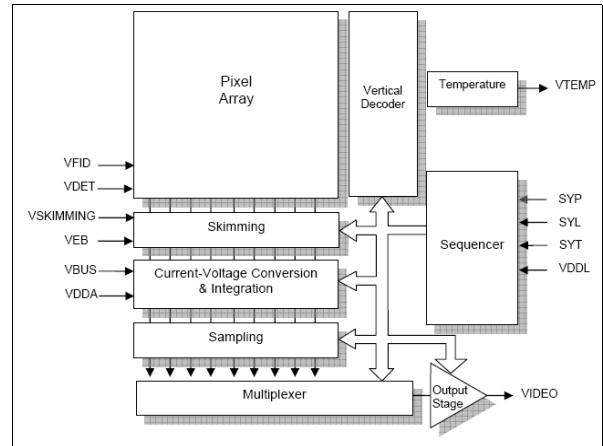 Pixel
Array
Vertical
Decoder
Temperature
VTEMP
VFID
VDET
VSKIMMING
VEB
Skimming
Sequencer
SYP
SYL
SYT
VDDL
VBUS
VDDA
Current-Voltage Conversion
& Integration
Sampling
Multiplexer
Output
Stage
VIDEO